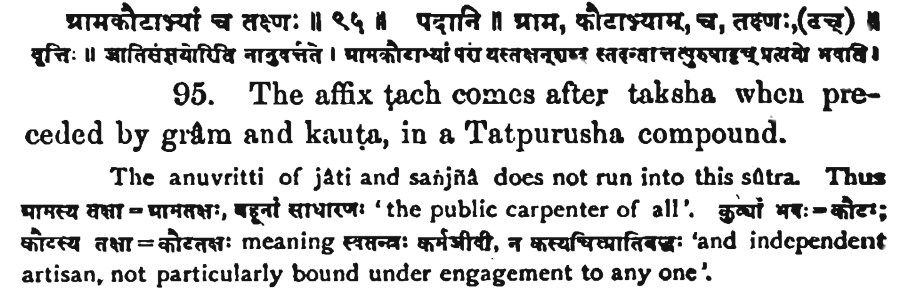 ग्रामकौटाभ्यां च तक्ष्णः ॥ ९५ ॥ पदानि ॥ ग्राम, कौटाभ्याम्, च, तक्ष्णः,(टच्) ॥
वृत्तिः ॥ जातिसंज्ञयोरिति नानुवर्त्तते । ग्रामकौटाभ्यां परो यस्तक्षन्शब्द स्तदन्तात्तत्पुरुषाट्टच् प्रत्ययो भवति।
95. The affix ṭach comes after taksha when pre-
ceded by grâm and kauṭa, in a Tatpurusha compound.
The anuvritti of jâti and sañjñâ does not run into this sûtra. Thus
ग्रामस्य तक्षा = ग्रामतक्षः, बहूनां साधारणः ‘the public carpenter of all’. कुट्यां भवः=कौटः;
कौटस्य तक्षा=कौटतक्षः meaning स्वतन्त्रः कर्मजीवी, न कस्यचित्प्रतिबद्धः ‘and independent
artisan, not particularly bound under engagement to any one’.